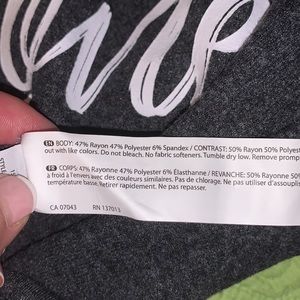 EN BODY: 47% Rayon 47% Polyester 6% Spandex / CONTRAST: 50% Rayon 50% Polyest
out with like colors. Do not bleach. No fabric softeners. Tumble dry low. Remove promp
FR CORPS: 47% Rayonne 47% Polyester 6% Élasthanne / REVANCHE: 50% Rayonne 50%
à froid à l'envers avec des couleurs similaires. Pas de chlorage. Ne pas utiliser d'assouplis
température basse. Retirez rapidement. Ne pas repasser.
CA 07043 RN 137013